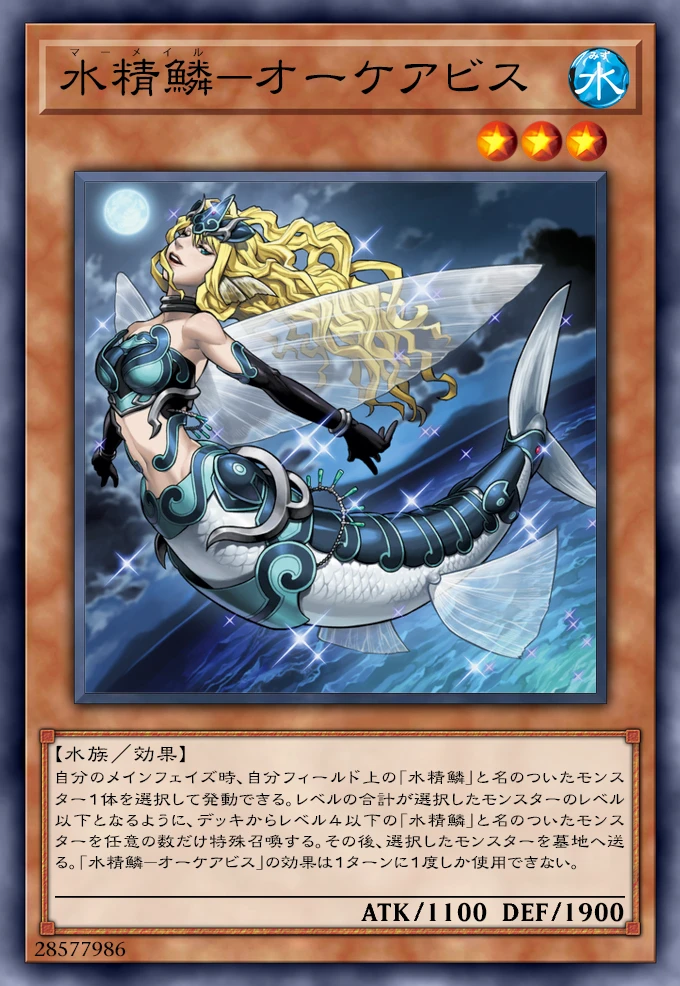 マーメイル
水精鱗－オーケアビス
みず
水
【水族／効果】
自分のメインフェイズ時、自分フィールド上の「水精鱗」と名のついたモンス
ター１体を選択して発動できる。レベルの合計が選択したモンスターのレベル
以下となるように、デッキからレベル４以下の「水精鱗」と名のついたモンス
ターを任意の数だけ特殊召喚する。その後、選択したモンスターを墓地へ送
る。「水精鱗－オーケアビス」の効果は１ターンに１度しか使用できない。
ATK/1100 DEF/1900
28577986